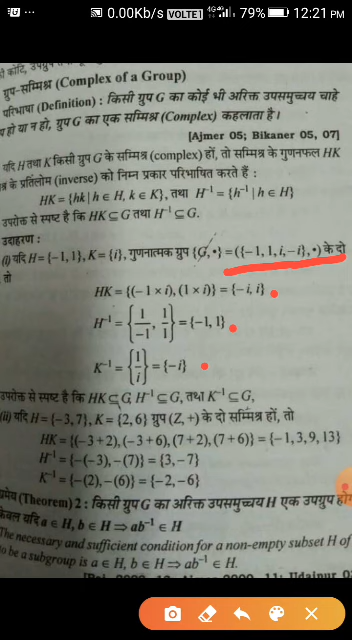 0.00Kb/s VOLTE1 4G 79% 12:21 PM
ग्रुप-सम्मिश्र (Complex of a Group)
परिभाषा (Definition) : किसी ग्रुप G का कोई भी अरिक्त उपसमुच्चय चाहे
हो या न हो, ग्रुप G का एक सम्मिश्र (Complex) कहलाता है।
[Ajmer 05; Bikaner 05, 07]
यदि H तथा K किसी ग्रुप G के सम्मिश्र (complex) हों, तो सम्मिश्र के गुणनफल HK
के प्रतिलोम (inverse) को निम्न प्रकार परिभाषित करते हैं :
HK = {hk | h ∈ H, k ∈ K}, तथा H⁻¹ = {h⁻¹ | h ∈ H}
उपरोक्त से स्पष्ट है कि HK ⊆ G तथा H⁻¹ ⊆ G.
उदाहरण :
(i) यदि H = {−1, 1}, K = {i}, गुणनात्मक ग्रुप {G, •} = ({−1, 1, i, −i}, •) के दो
तो
HK = {(−1 × i), (1 × i)} = {−i, i}
H⁻¹ = {1/−1, 1/1} = {−1, 1}
K⁻¹ = {1/i} = {−i}
उपरोक्त से स्पष्ट है कि HK ⊆ G, H⁻¹ ⊆ G, तथा K⁻¹ ⊆ G,
(ii) यदि H = {−3, 7}, K = {2, 6} ग्रुप (Z, +) के दो सम्मिश्र हों, तो
HK = {(−3 + 2), (−3 + 6), (7 + 2), (7 + 6)} = {−1, 3, 9, 13}
H⁻¹ = {−(−3), −(7)} = {3, −7}
K⁻¹ = {−(2), −(6)} = {−2, −6}
(Theorem) 2 : किसी ग्रुप G का अरिक्त उपसमुच्चय H एक उपग्रुप
केवल यदि a ∈ H, b ∈ H ⇒ ab⁻¹ ∈ H
The necessary and sufficient condition for a non-empty subset H of
to be a subgroup is a ∈ H, b ∈ H ⇒ ab⁻¹ ∈ H.